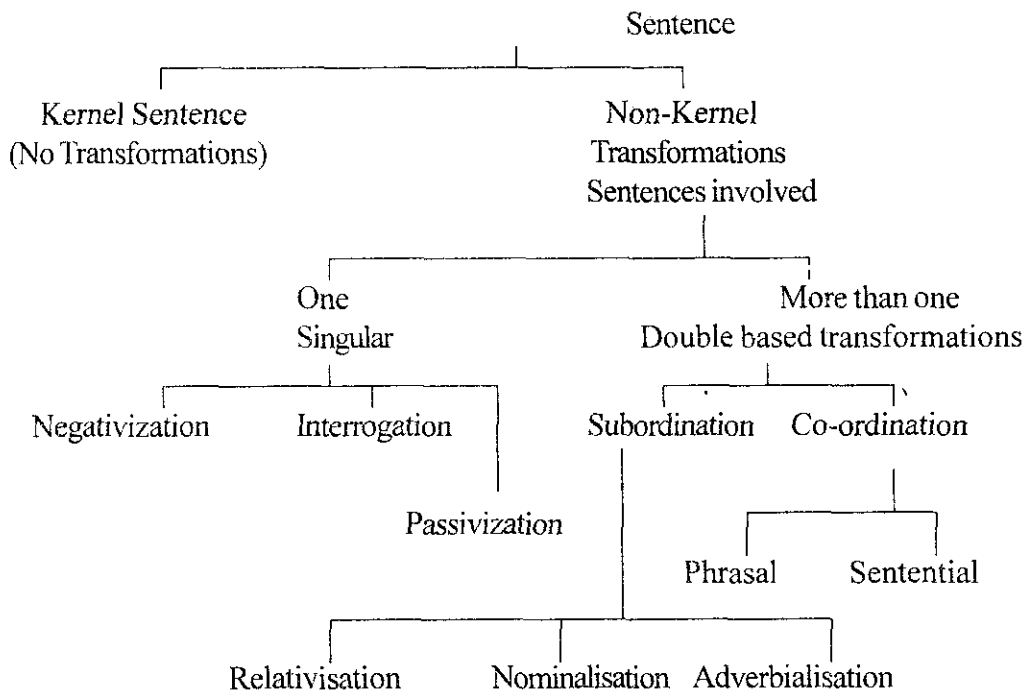 Sentence
Kernel Sentence
(No Transformations)
Non-Kernel
Transformations
Sentences involved
One
Singular
More than one
Double based transformations
Negativization
Interrogation
Passivization
Subordination
Co-ordination
Phrasal
Sentential
Relativisation
Nominalisation
Adverbialisation